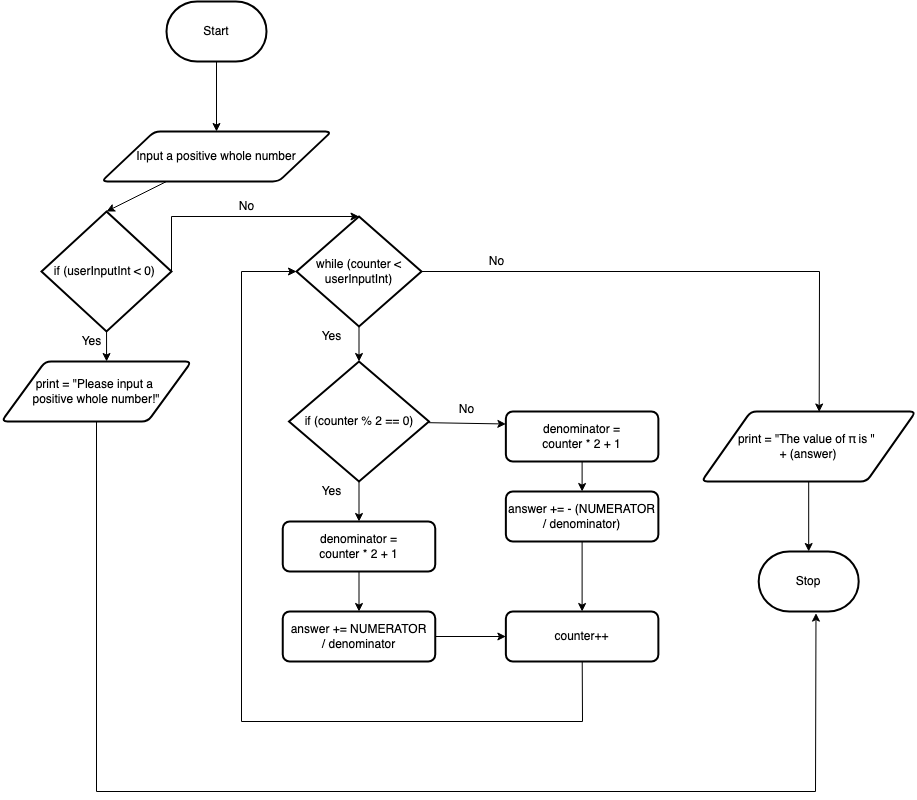 Start
Input a positive whole number
No
if (userInputInt < 0)
while (counter <
userInputInt)
No
Yes
Yes
print = "Please input a
positive whole number!"
if (counter % 2 == 0)
No
denominator =
counter * 2 + 1
print = "The value of π is "
+ (answer)
Yes
answer += - (NUMERATOR
/ denominator)
denominator =
counter * 2 + 1
Stop
answer += NUMERATOR
/ denominator
counter++